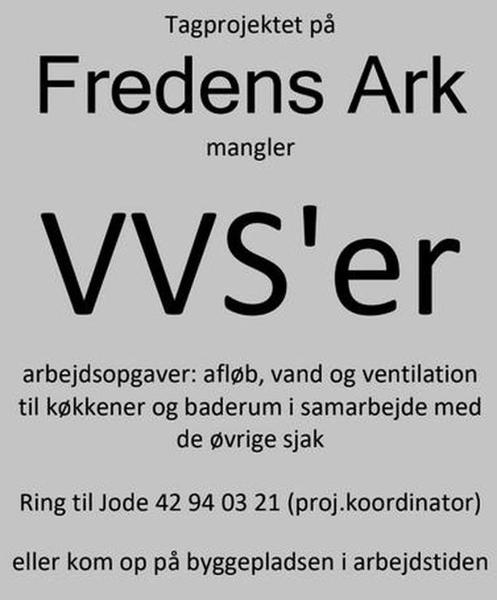 Tagprojektet på
Fredens Ark
mangler
VVS'er
arbejdsopgaver: afløb, vand og ventilation
til køkkener og baderum i samarbejde med
de øvrige sjak
Ring til Jode 42 94 03 21 (proj.koordinator)
eller kom op på byggepladsen i arbejdstiden